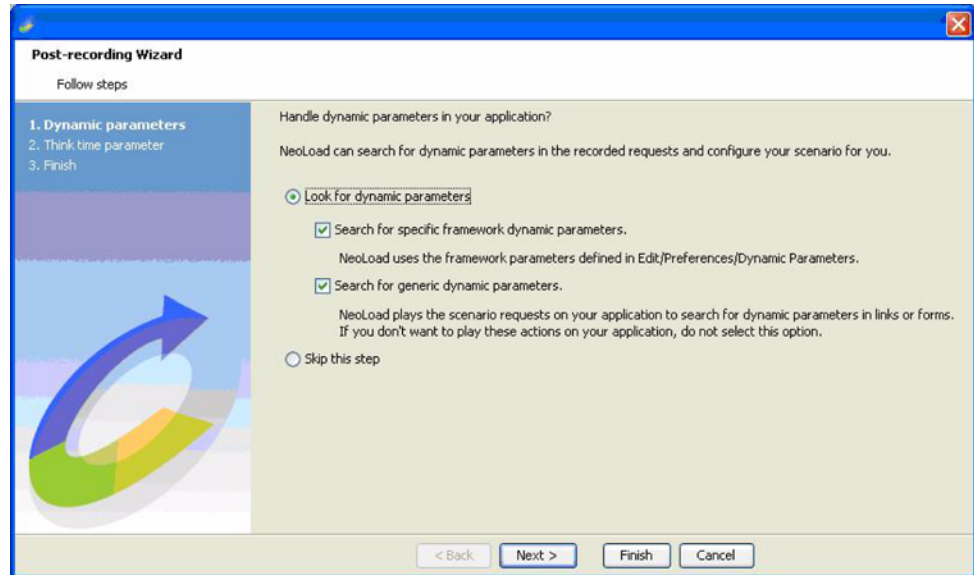 Post-recording Wizard
Follow steps
1. Dynamic parameters
2. Think time parameter
3. Finish
Handle dynamic parameters in your application?
NeoLoad can search for dynamic parameters in the recorded requests and configure your scenario for you.
Look for dynamic parameters
Search for specific framework dynamic parameters.
NeoLoad uses the framework parameters defined in Edit/Preferences/Dynamic Parameters.
Search for generic dynamic parameters.
NeoLoad plays the scenario requests on your application to search for dynamic parameters in links or forms.
If you don't want to play these actions on your application, do not select this option.
Skip this step
< Back Next > Finish Cancel